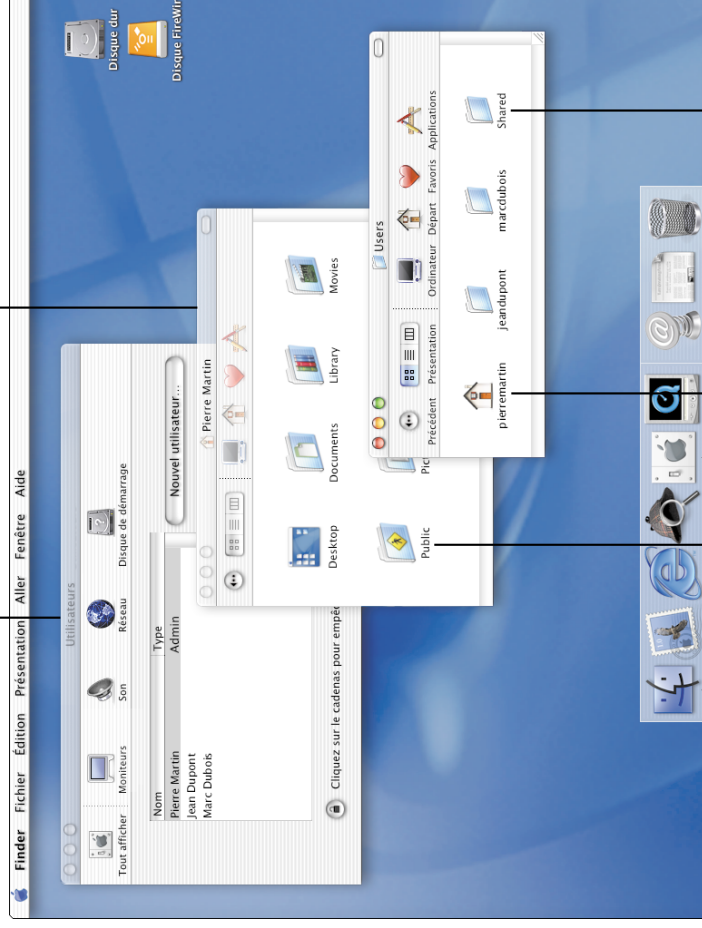 Finder Fichier Édition Présentation Aller Fenêtre Aide
Disque dur
Disque FireWir
Utilisateurs
Tout afficher Moniteurs Son Réseau Disque de démarrage
Nom Type
Pierre Martin Admin
Jean Dupont
Marc Dubois
Nouvel utilisateur...
Cliquez sur le cadenas pour empêc
Pierre Martin
Desktop Documents Library Movies
Public Pic
Users
Précédent Présentation Ordinateur Départ Favoris Applications
pierremartin jeandupont marcdubois Shared